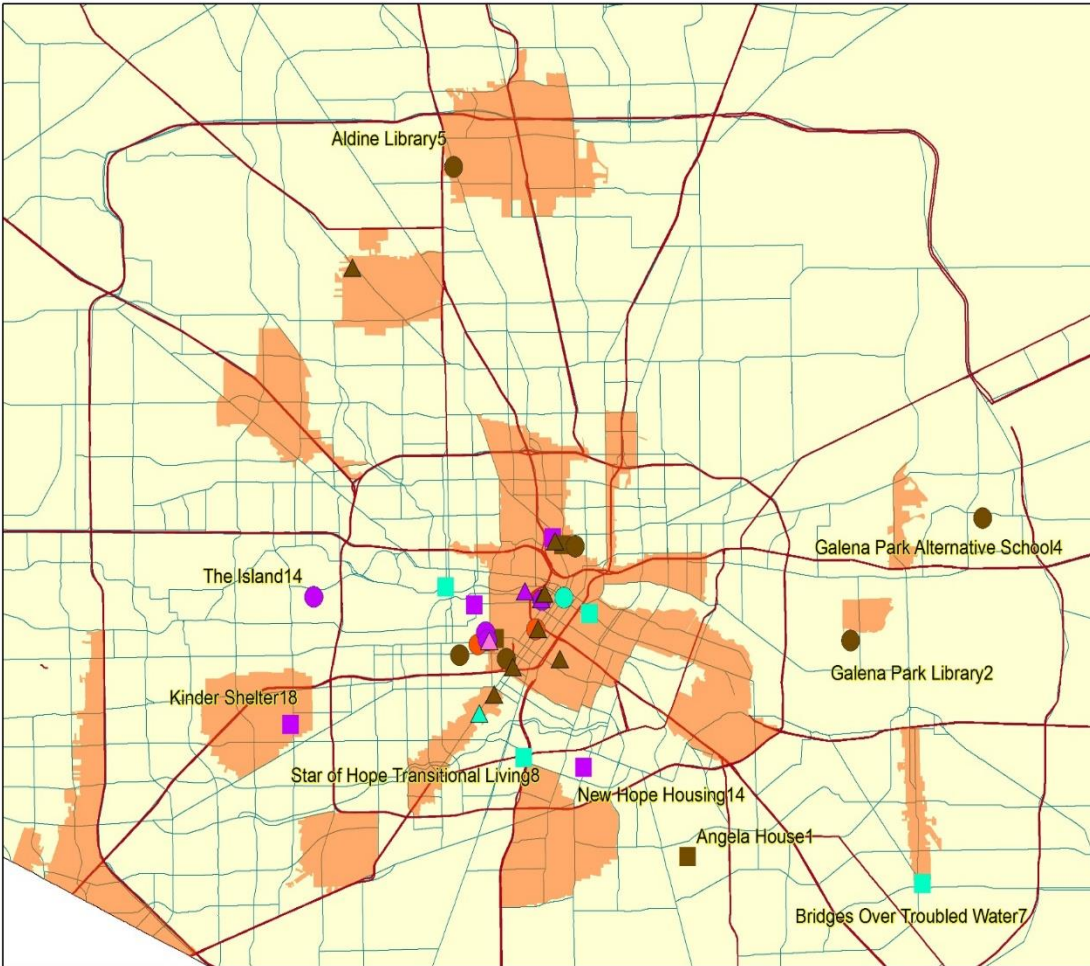 Aldine Library5
Galena Park Alternative School4
The Island14
Galena Park Library2
Kinder Shelter18
Star of Hope Transitional Living8
New Hope Housing14
Angela House1
Bridges Over Troubled Water7